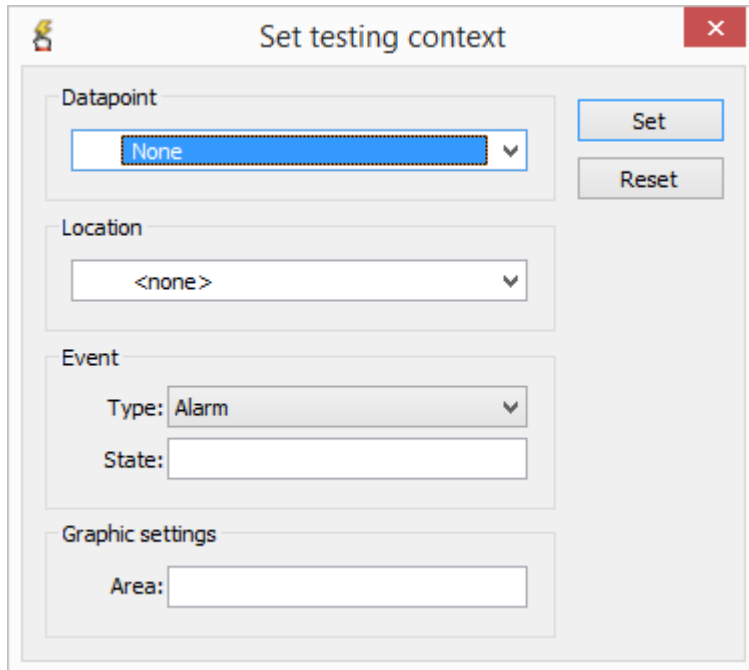 Set testing context
Datapoint
None
Set
Reset
Location
<none>
Event
Type: Alarm
State:
Graphic settings
Area: